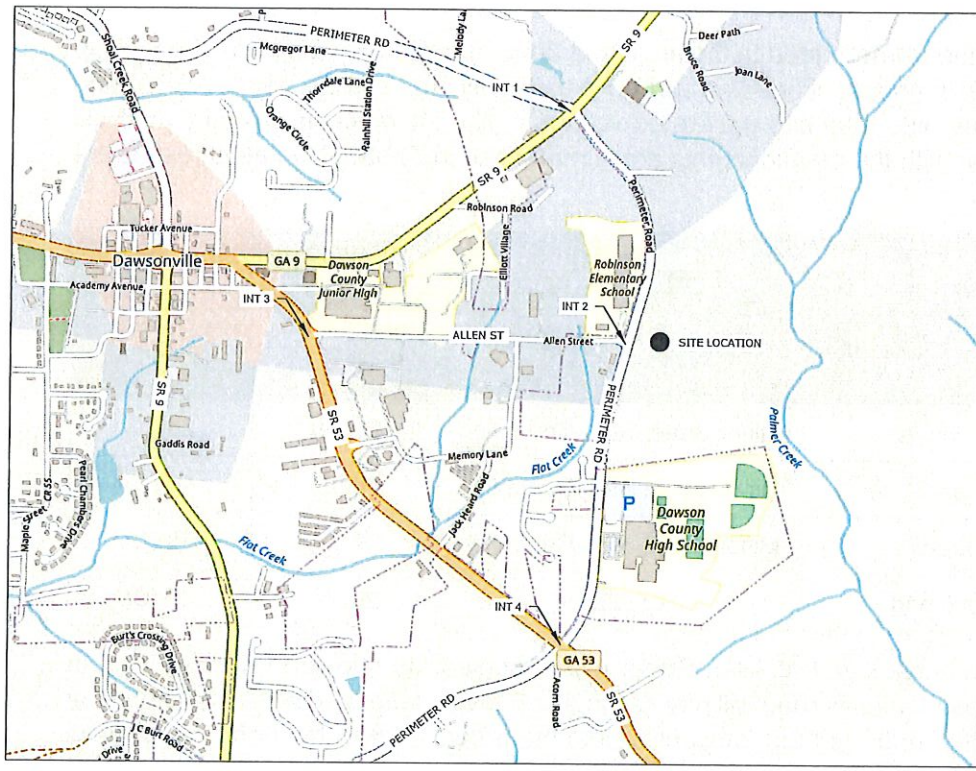 PERIMETER RD
Mcgregor Lane
Melody La
SR 9
Deer Path
Bruce Road
Joan Lane
Shoal Creek Road
Thorndale Lane
Rainhill Station Drive
Orange Circle
INT 1
SR 9
Perimeter Road
Robinson Road
Tucker Avenue
Elliott Village
Dawsonville
GA 9
Dawson
County
Junior High
Robinson
Elementary
School
Academy Avenue
INT 3
INT 2
ALLEN ST
Allen Street
SITE LOCATION
SR 9
SR 53
PERIMETER RD
Palmer Creek
Gaddis Road
Memory Lane
Flat Creek
CR 55
Pearl Chambers Drive
Maple Street
Jack Heard Road
P
Dawson
County
High School
Flat Creek
INT 4
GA 53
Burt's Crossing Drive
Acorn Road
SR 53
PERIMETER RD
J C Burt Road
Drive